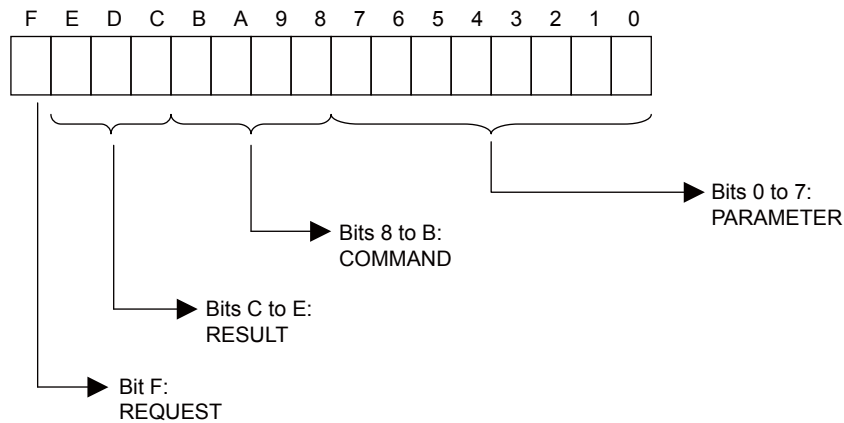 F E D C B A 9 8 7 6 5 4 3 2 1 0
Bits 0 to 7:
PARAMETER
Bits 8 to B:
COMMAND
Bits C to E:
RESULT
Bit F:
REQUEST